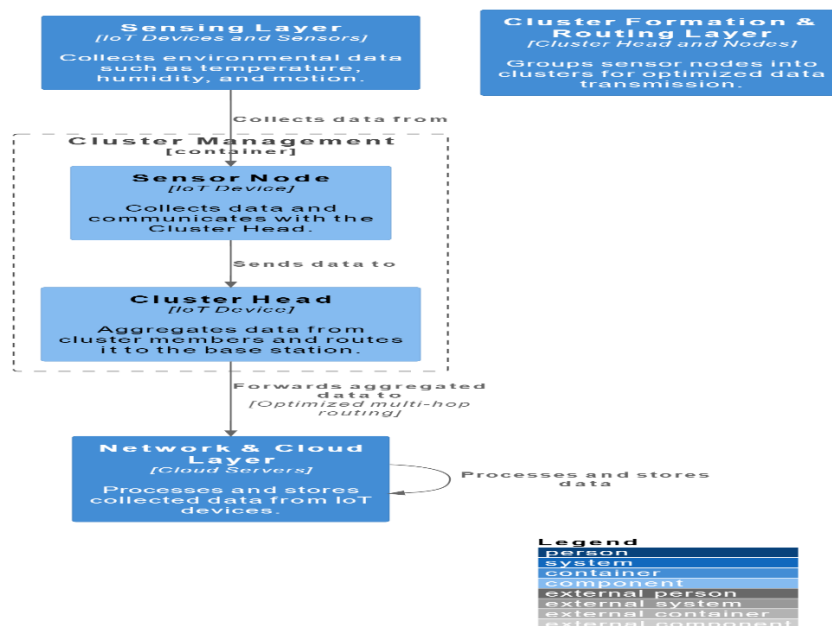 Sensing Layer
[IoT Devices and Sensors]
Collects environmental data
such as temperature,
humidity, and motion.
Cluster Formation &
Routing Layer
[Cluster Head and Nodes]
Groups sensor nodes into
clusters for optimized data
transmission.
Collects data from
Cluster Management
[container]
Sensor Node
[IoT Device]
Collects data and
communicates with the
Cluster Head.
Sends data to
Cluster Head
[IoT Device]
Aggregates data from
cluster members and routes
it to the base station.
Forwards aggregated
data to
[Optimized multi-hop
routing]
Network & Cloud
Layer
[Cloud Servers]
Processes and stores
collected data from IoT
devices.
Processes and stores
data
Legend
person
system
container
component
external person
external system
external container
external component